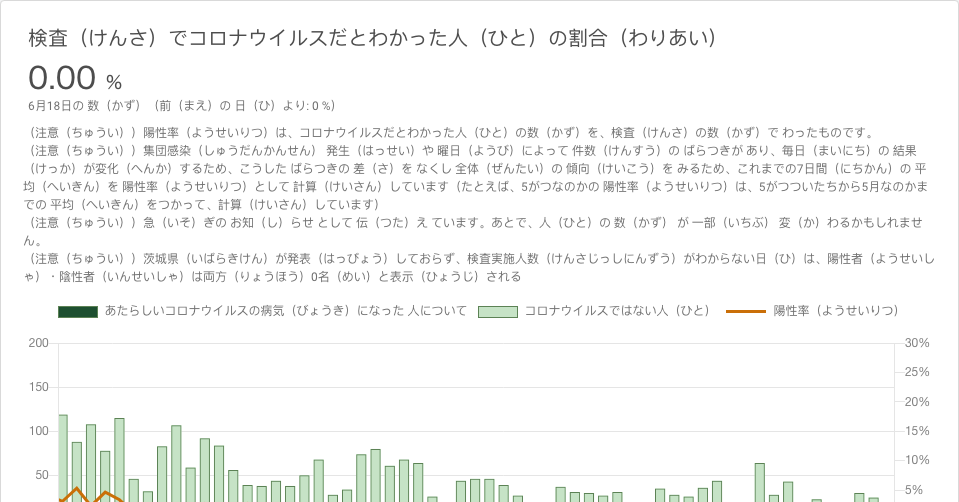 検査（けんさ）でコロナウイルスだとわかった人（ひと）の割合（わりあい）
0.00 %
6月18日の 数（かず）（前（まえ）の 日（ひ）より: 0 %）
（注意（ちゅうい））陽性率（ようせいりつ）は、コロナウイルスだとわかった人（ひと）の数（かず）を、検査（けんさ）の数（かず）で わったものです。
（注意（ちゅうい））集団感染（しゅうだんかんせん） 発生（はっせい）や 曜日（ようび）によって 件数（けんすう）の ばらつきが あり、毎日（まいにち）の 結果
（けっか）が変化（へんか）するため、こうした ばらつきの 差（さ）を なくし 全体（ぜんたい）の 傾向（けいこう）を みるため、これまでの7日間（にちかん）の 平
均（へいきん）を 陽性率（ようせいりつ）として 計算（けいさん）しています（たとえば、5がつなのかの 陽性率（ようせいりつ）は、5がつついたちから5月なのかま
での 平均（へいきん）をつかって、計算（けいさん）しています）
（注意（ちゅうい））急（いそ）ぎの お知（し）らせ として 伝（つた）え ています。あとで、人（ひと）の 数（かず） が 一部（いちぶ） 変（か）わるかもしれませ
ん。
（注意（ちゅうい））茨城県（いばらきけん）が発表（はっぴょう）しておらず、検査実施人数（けんさじっしにんずう）がわからない日（ひ）は、陽性者（ようせいし
ゃ）・陰性者（いんせいしゃ）は両方（りょうほう）0名（めい）と表示（ひょうじ）される
あたらしいコロナウイルスの病気（びょうき）になった 人について コロナウイルスではない人（ひと） 陽性率（ようせいりつ）
200 30%
25%
150
20%
100 15%
10%
50
5%